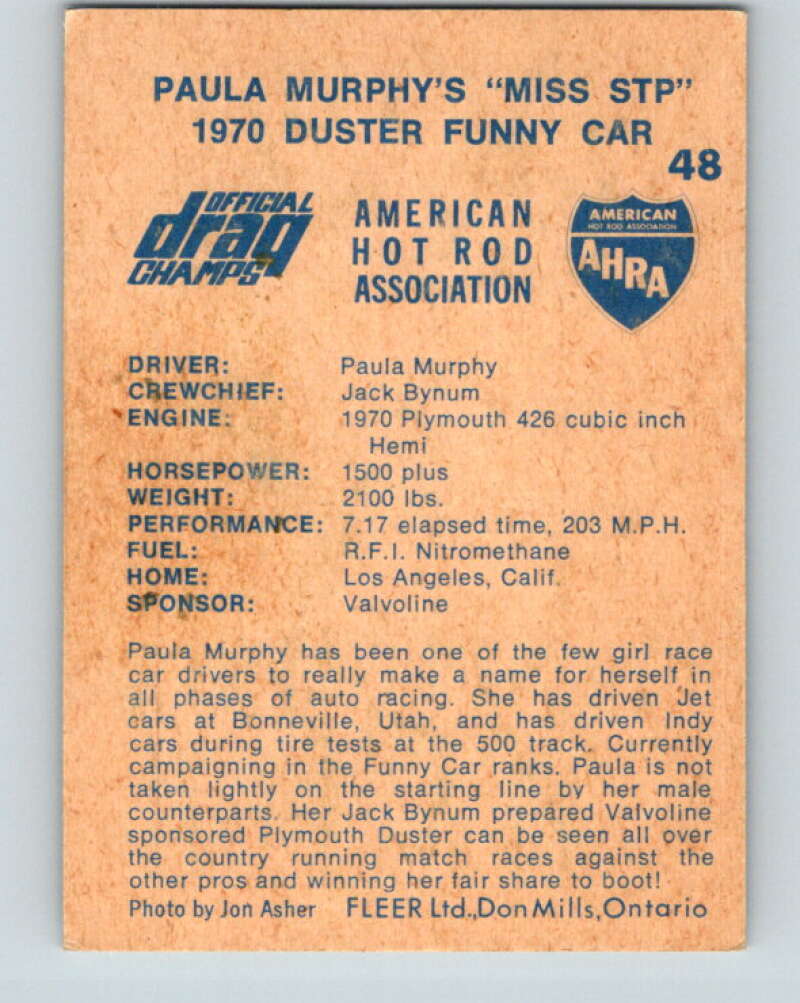 PAULA MURPHY'S "MISS STP"
1970 DUSTER FUNNY CAR
48
OFFICIAL
drag
CHAMPS
AMERICAN
HOT ROD
ASSOCIATION
AMERICAN
HOT ROD ASSOCIATION
AHRA
DRIVER: Paula Murphy
CREWCHIEF: Jack Bynum
ENGINE: 1970 Plymouth 426 cubic inch
Hemi
HORSEPOWER: 1500 plus
WEIGHT: 2100 lbs.
PERFORMANCE: 7.17 elapsed time, 203 M.P.H.
FUEL: R.F.I. Nitromethane
HOME: Los Angeles, Calif.
SPONSOR: Valvoline
Paula Murphy has been one of the few girl race
car drivers to really make a name for herself in
all phases of auto racing. She has driven Jet
cars at Bonneville, Utah, and has driven Indy
cars during tire tests at the 500 track. Currently
campaigning in the Funny Car ranks. Paula is not
taken lightly on the starting line by her male
counterparts. Her Jack Bynum prepared Valvoline
sponsored Plymouth Duster can be seen all over
the country running match races against the
other pros and winning her fair share to boot!
Photo by Jon Asher FLEER Ltd., Don Mills, Ontario